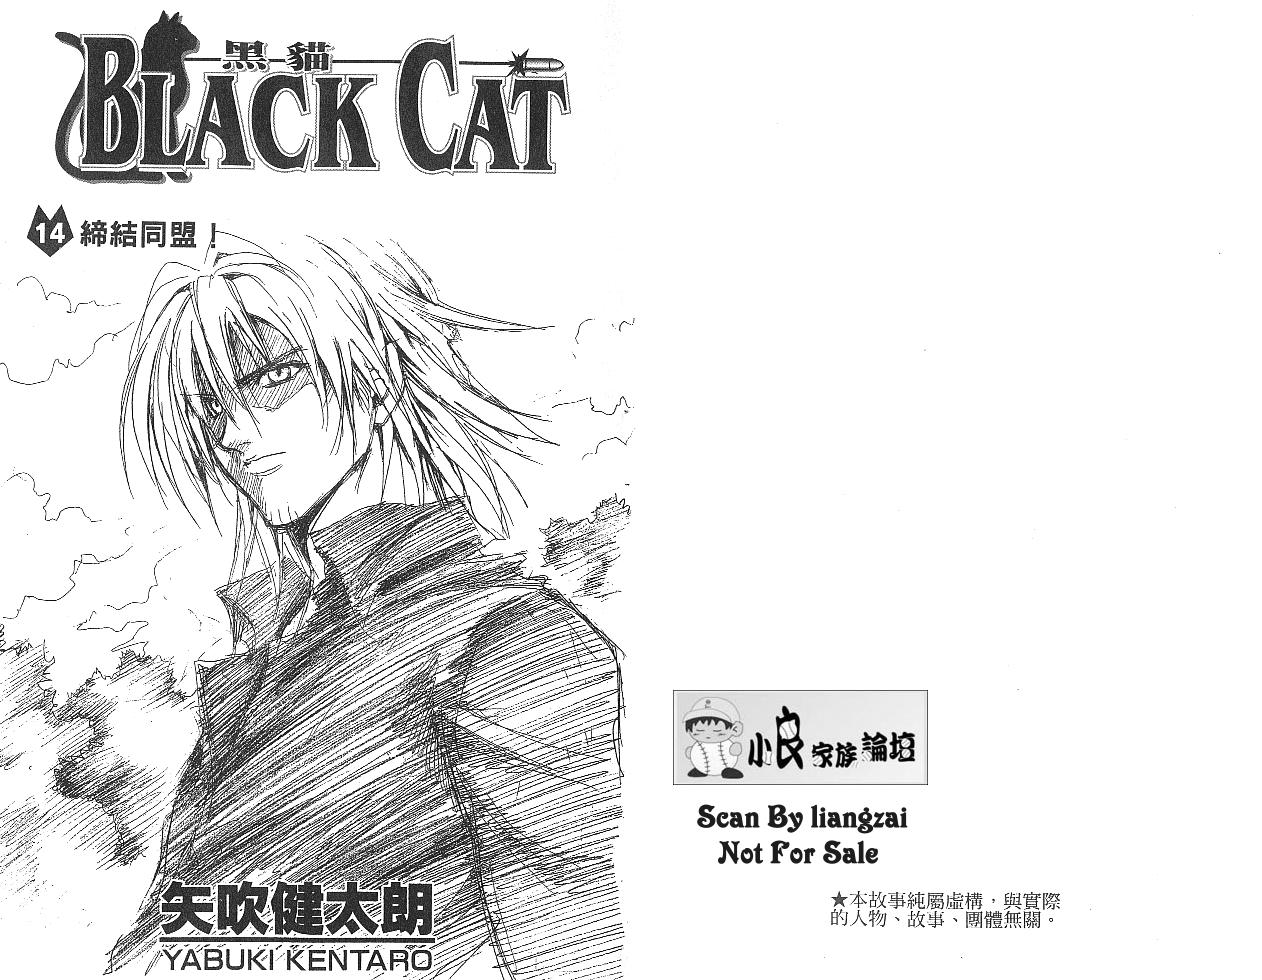 BLACK CAT
黑貓
14 締結同盟!
矢吹健太朗
YABUKI KENTARO
小良家族論壇
Scan By liangzai
Not For Sale
★本故事純屬虛構,與實際
的人物、故事、團體無關。